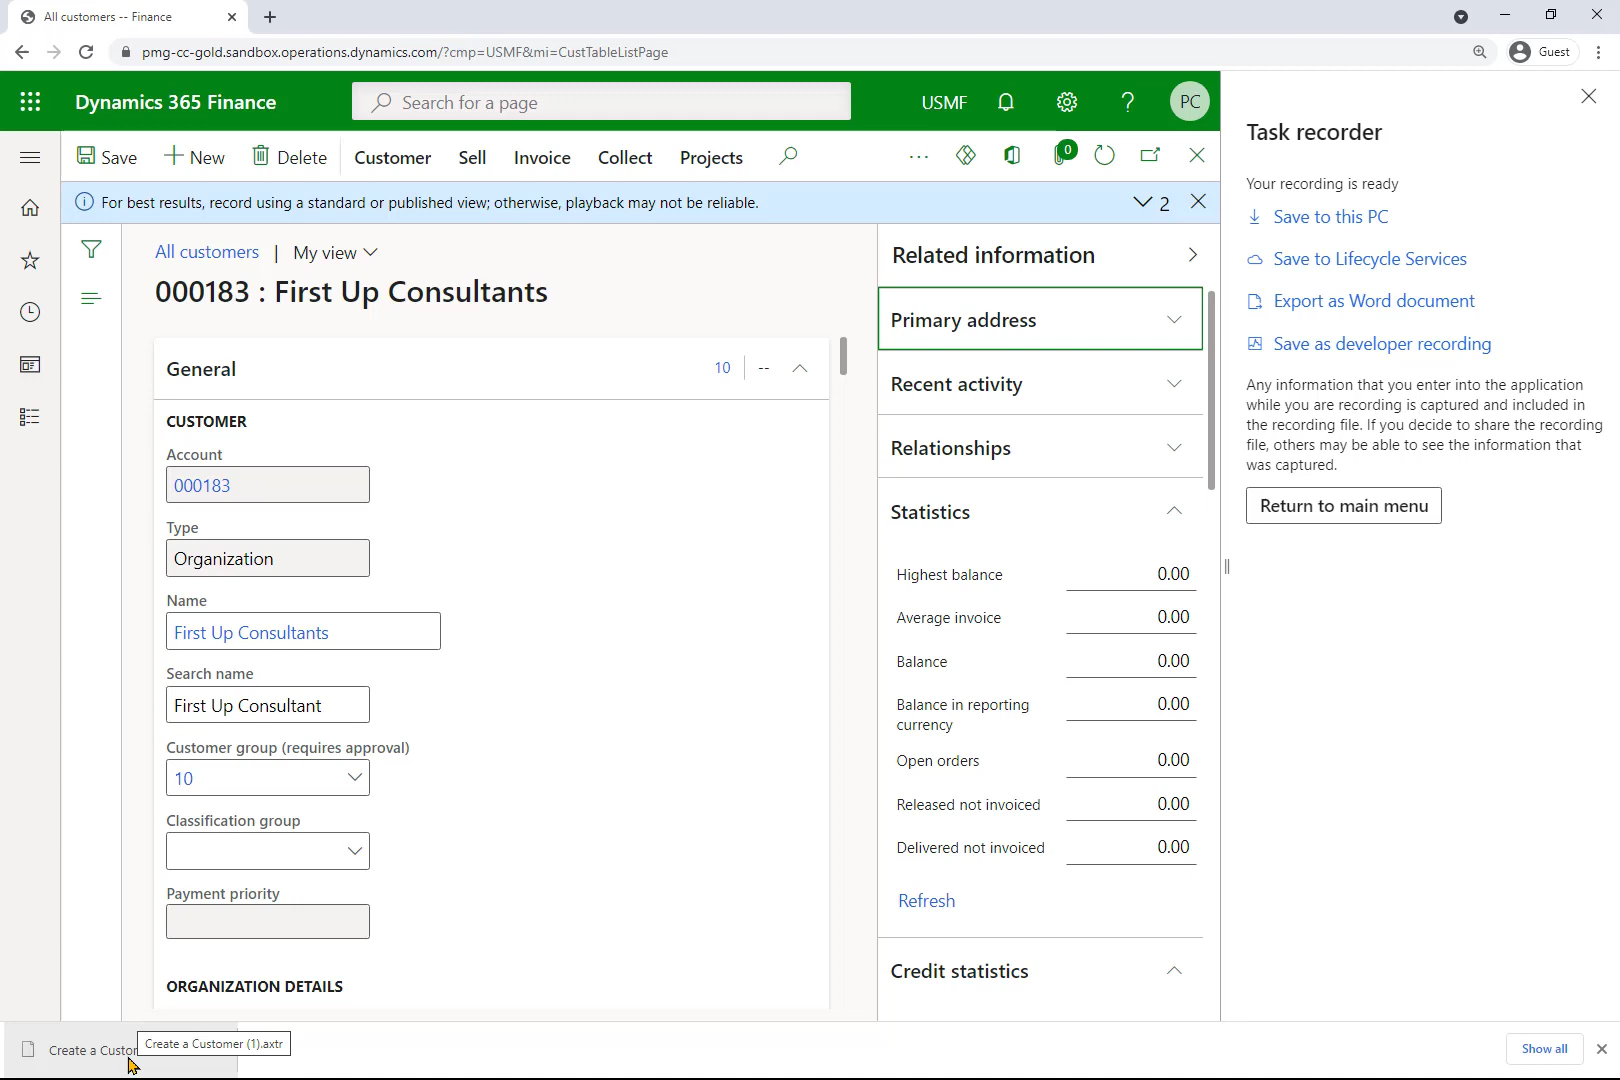 All customers -- Finance
pmg-cc-gold.sandbox.operations.dynamics.com/?cmp=USMF&mi=CustTableListPage
Guest
Dynamics 365 Finance
Search for a page
USMF
PC
Save
New
Delete
Customer
Sell
Invoice
Collect
Projects
0
For best results, record using a standard or published view; otherwise, playback may not be reliable.
2
All customers | My view
000183 : First Up Consultants
General
10
--
CUSTOMER
Account
000183
Type
Organization
Name
First Up Consultants
Search name
First Up Consultant
Customer group (requires approval)
10
Classification group
Payment priority
ORGANIZATION DETAILS
Related information
Primary address
Recent activity
Relationships
Statistics
Highest balance 0.00
Average invoice 0.00
Balance 0.00
Balance in reporting 0.00
currency
Open orders 0.00
Released not invoiced 0.00
Delivered not invoiced 0.00
Refresh
Credit statistics
Task recorder
Your recording is ready
Save to this PC
Save to Lifecycle Services
Export as Word document
Save as developer recording
Any information that you enter into the application
while you are recording is captured and included in
the recording file. If you decide to share the recording
file, others may be able to see the information that
was captured.
Return to main menu
Create a Custor
Create a Customer (1).axtr
Show all